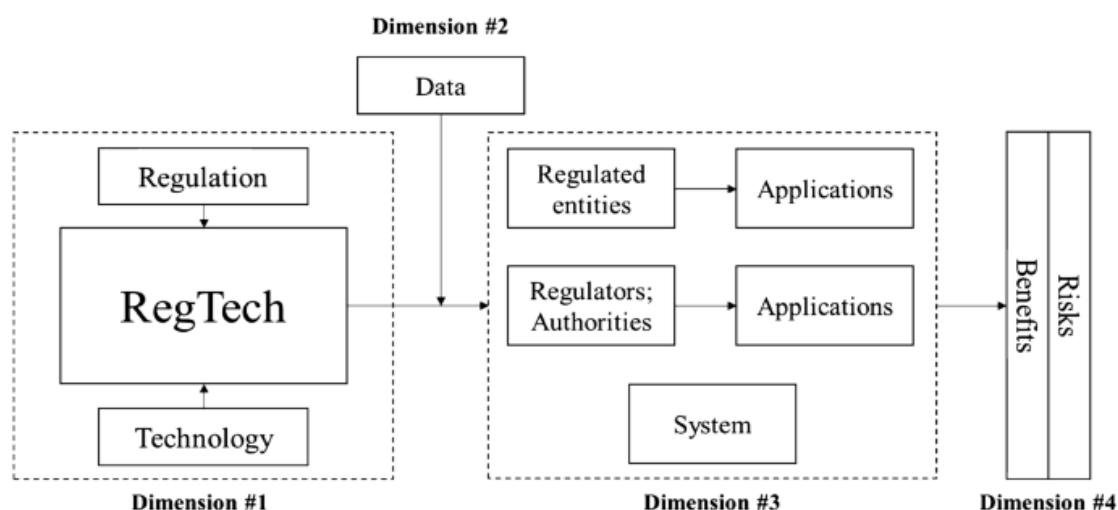 Dimension #2
Data
Regulation
RegTech
Technology
Dimension #1
Regulated
entities
Applications
Regulators;
Authorities
Applications
System
Dimension #3
Benefits
Risks
Dimension #4